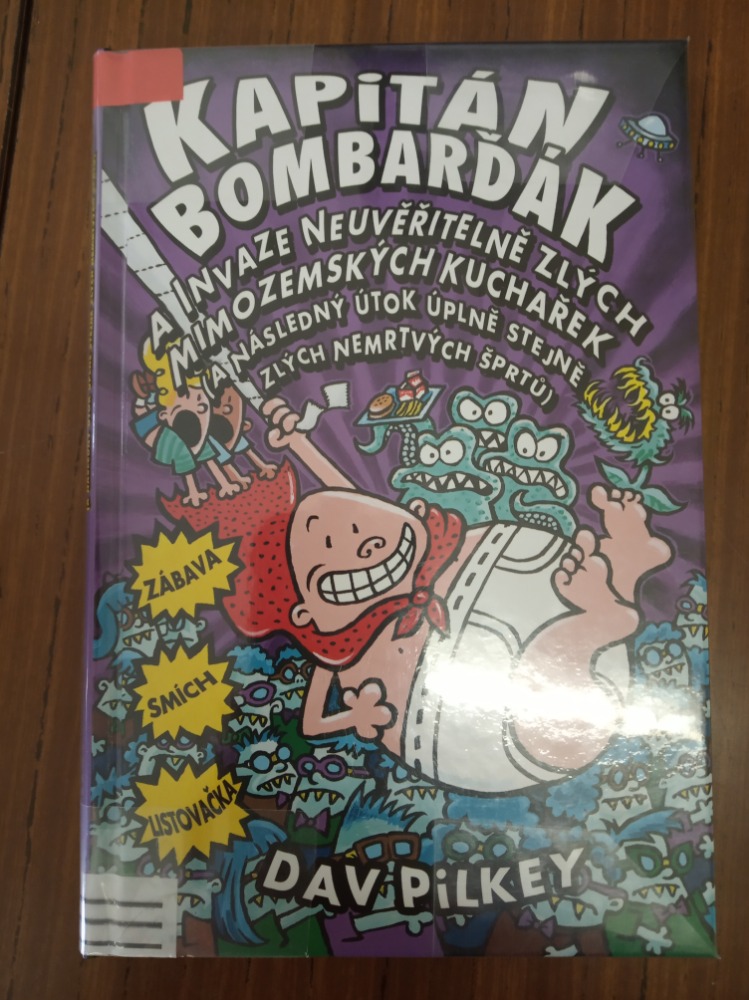 KAPiTÁN
BOMBARĎÁK
A INVAZE NEUVĚŘITELNĚ ZLÝCH
MIMOZEMSKÝCH KUCHAŘEK
(A NÁSLEDNÝ ÚTOK ÚPLNĚ STEJNĚ
ZLÝCH NEMRTVÝCH ŠPRTŮ)
ZÁBAVA
SMÍCH
LISTOVAČKA
DAV PiLKEY